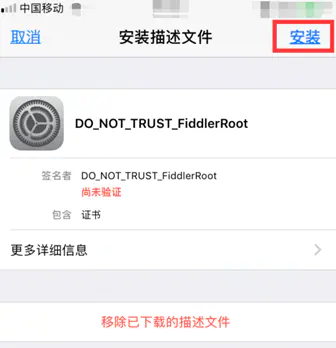 中国移动
取消
安装描述文件
安装
DO_NOT_TRUST_FiddlerRoot
签名者 DO_NOT_TRUST_FiddlerRoot
尚未验证
包含 证书
更多详细信息
移除已下载的描述文件